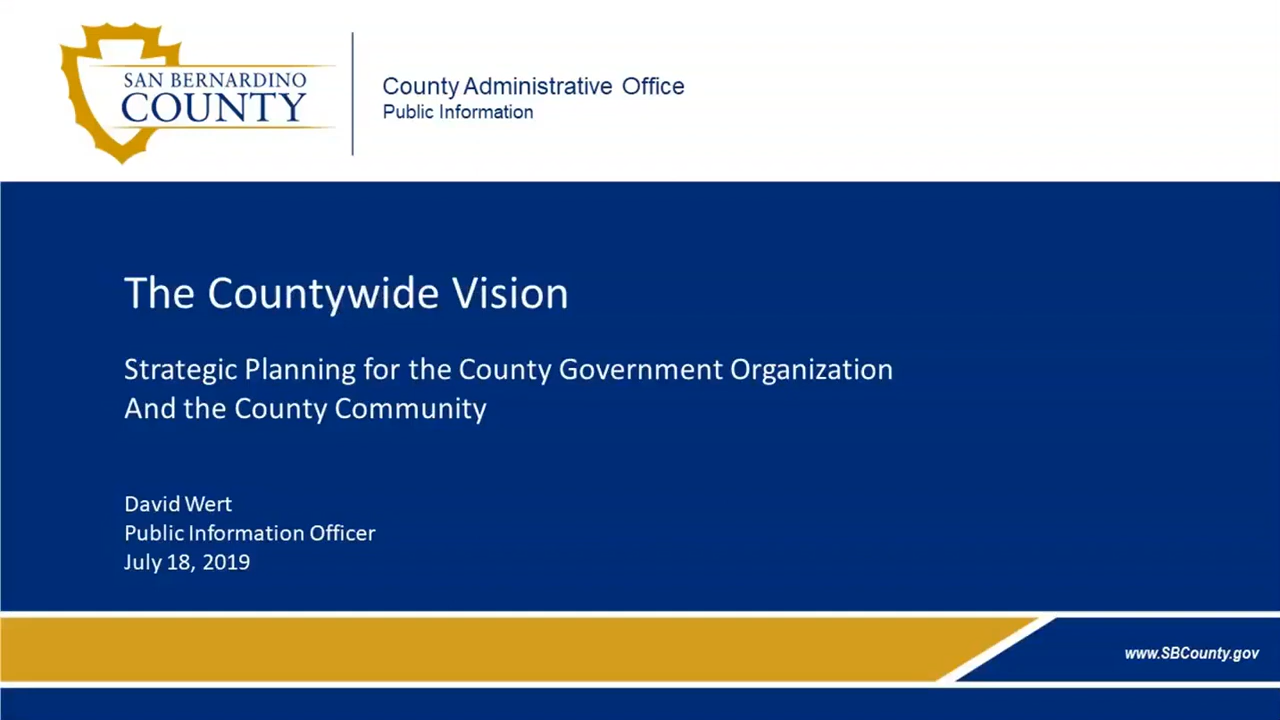 SAN BERNARDINO
COUNTY
County Administrative Office
Public Information
The Countywide Vision
Strategic Planning for the County Government Organization
And the County Community
David Wert
Public Information Officer
July 18, 2019
www.SBCounty.gov